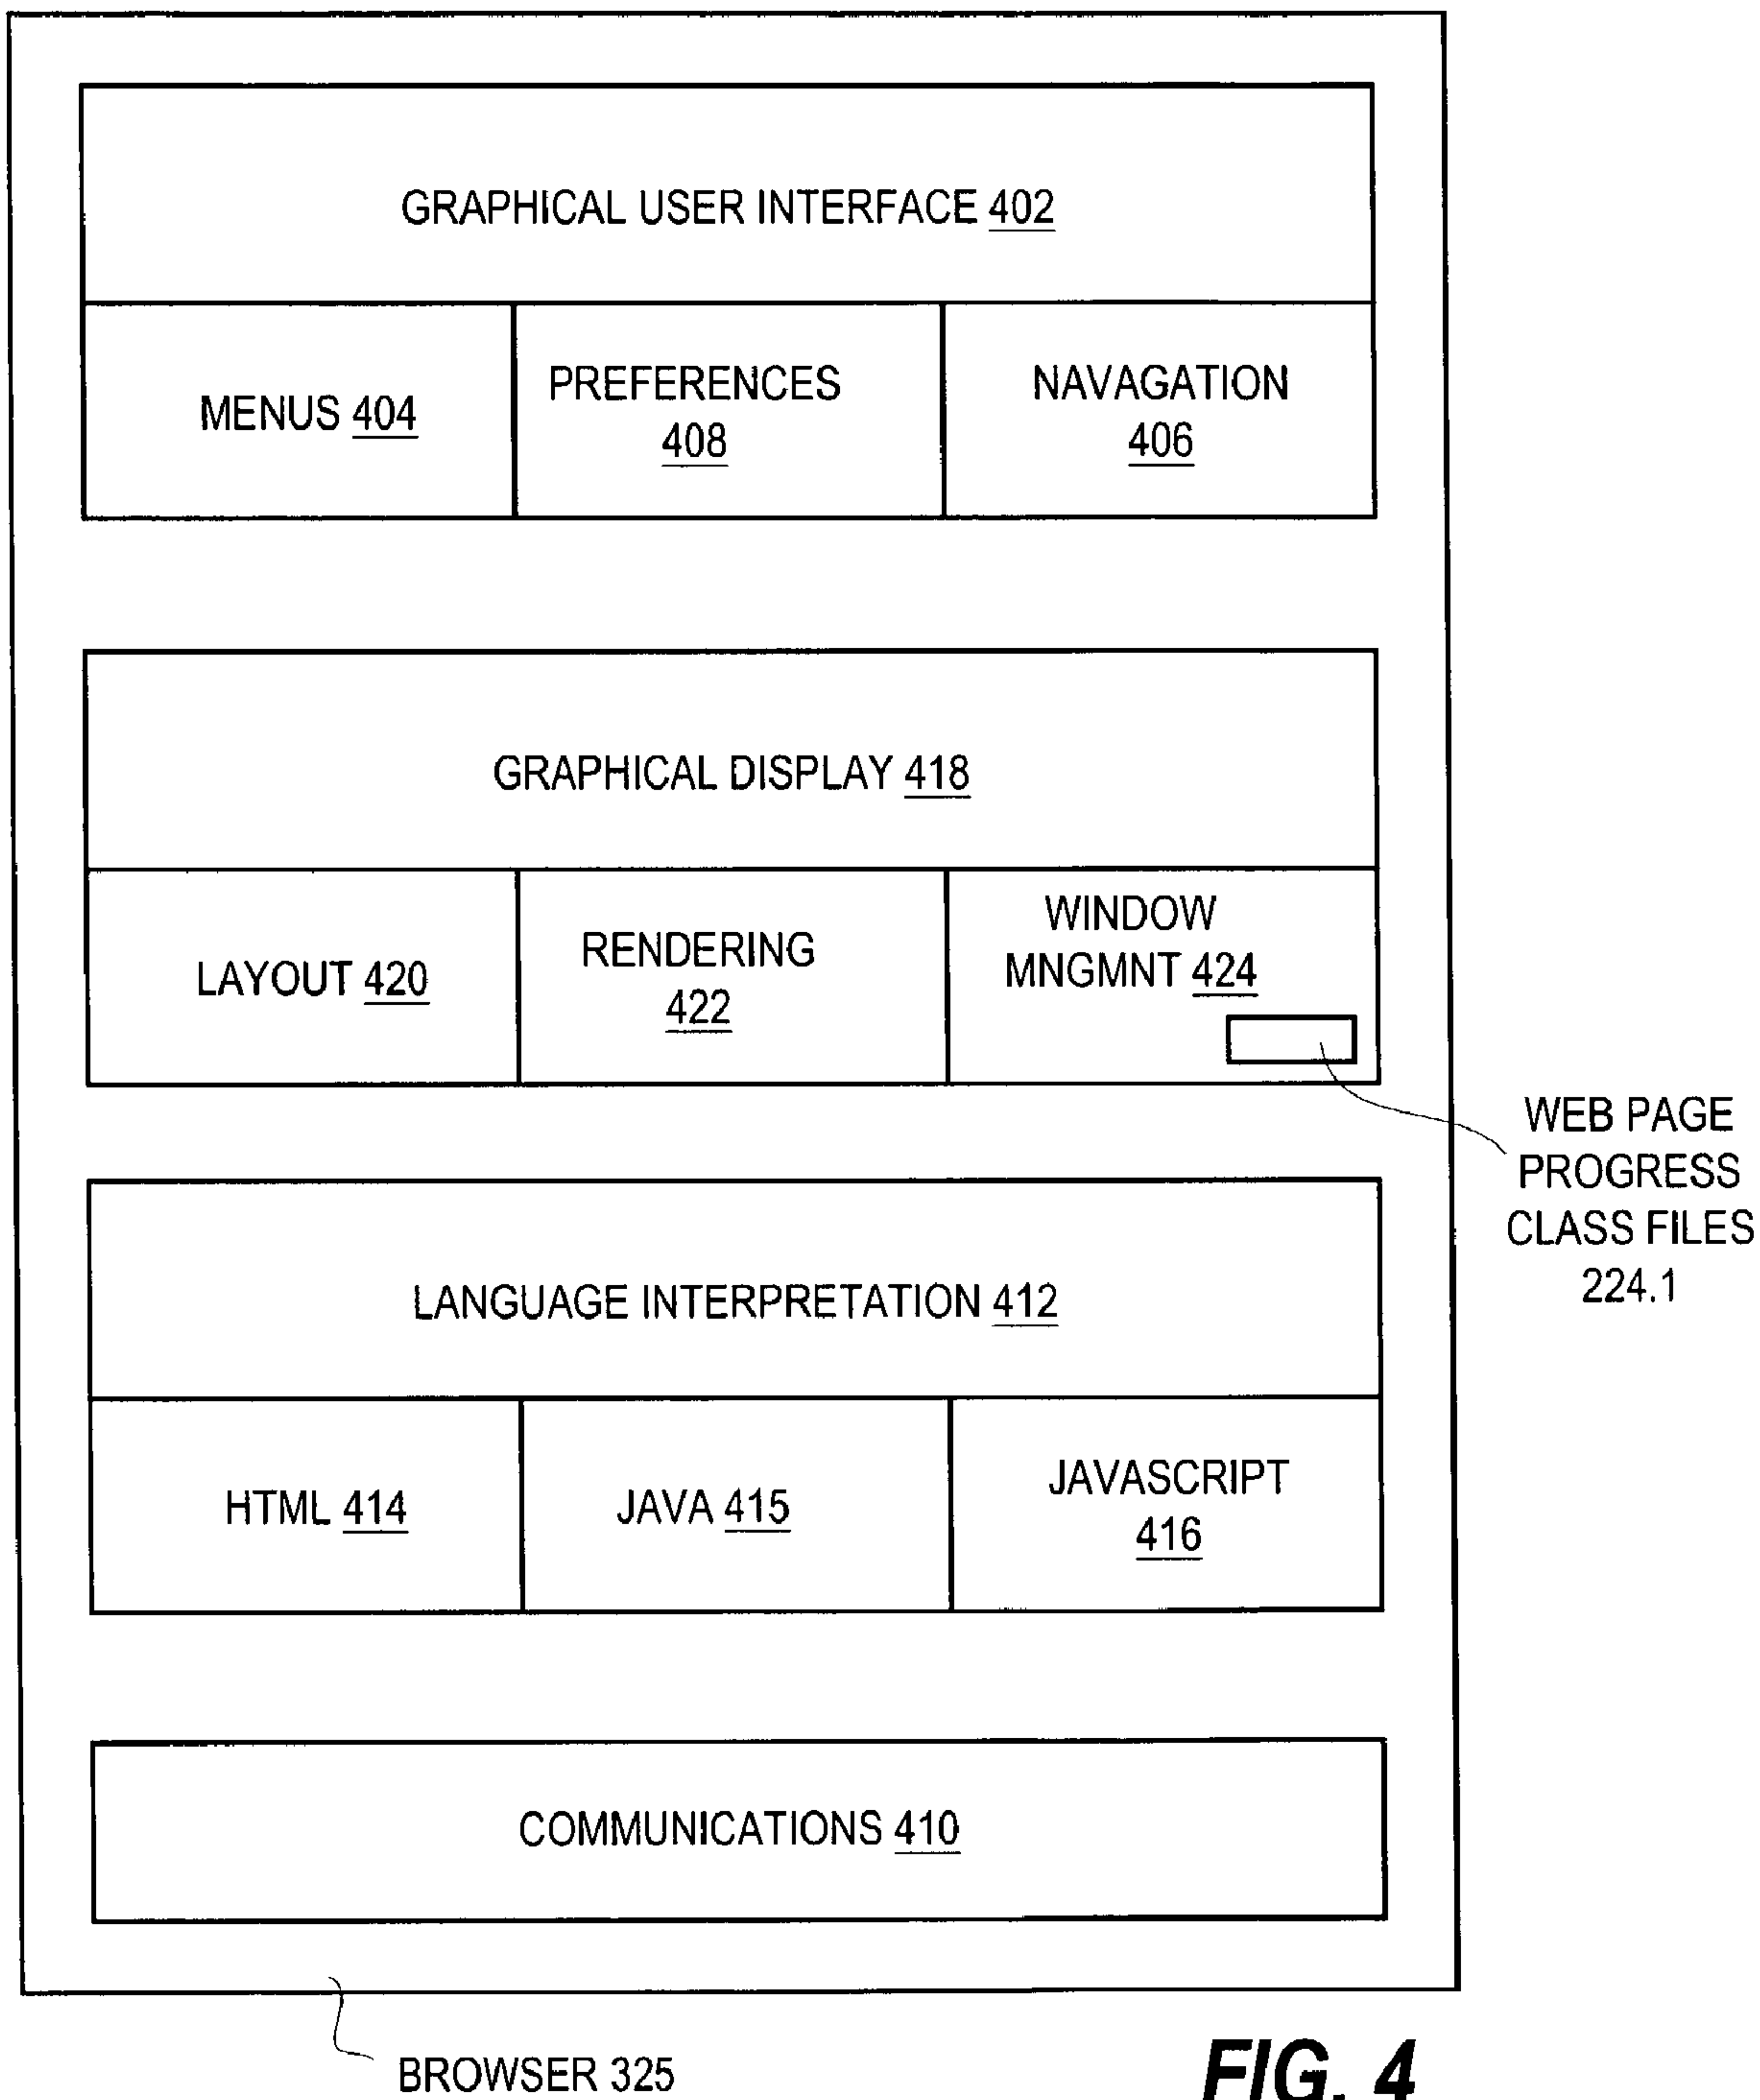 GRAPHICAL USER INTERFACE 402
MENUS 404
PREFERENCES
408
NAVAGATION
406
GRAPHICAL DISPLAY 418
LAYOUT 420
RENDERING
422
WINDOW
MNGMNT 424
WEB PAGE
PROGRESS
CLASS FILES
224.1
LANGUAGE INTERPRETATION 412
HTML 414
JAVA 415
JAVASCRIPT
416
COMMUNICATIONS 410
BROWSER 325
FIG. 4